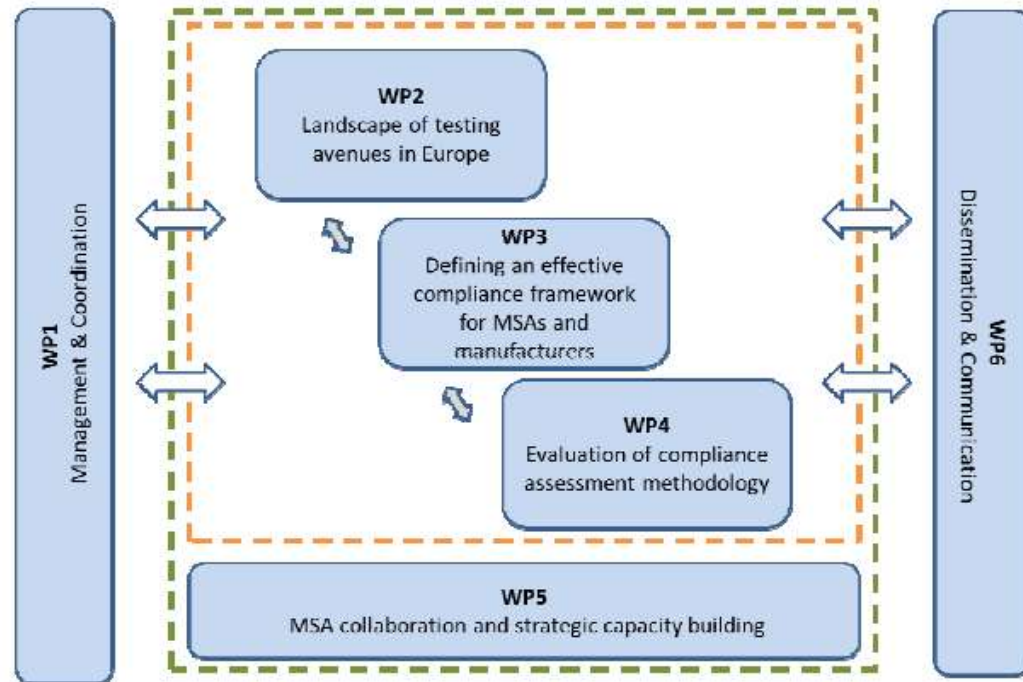 WP1
Management & Coordination
WP2
Landscape of testing
avenues in Europe
WP3
Defining an effective
compliance framework
for MSAs and
manufacturers
WP4
Evaluation of compliance
assessment methodology
WP5
MSA collaboration and strategic capacity building
WP6
Dissemination & Communication